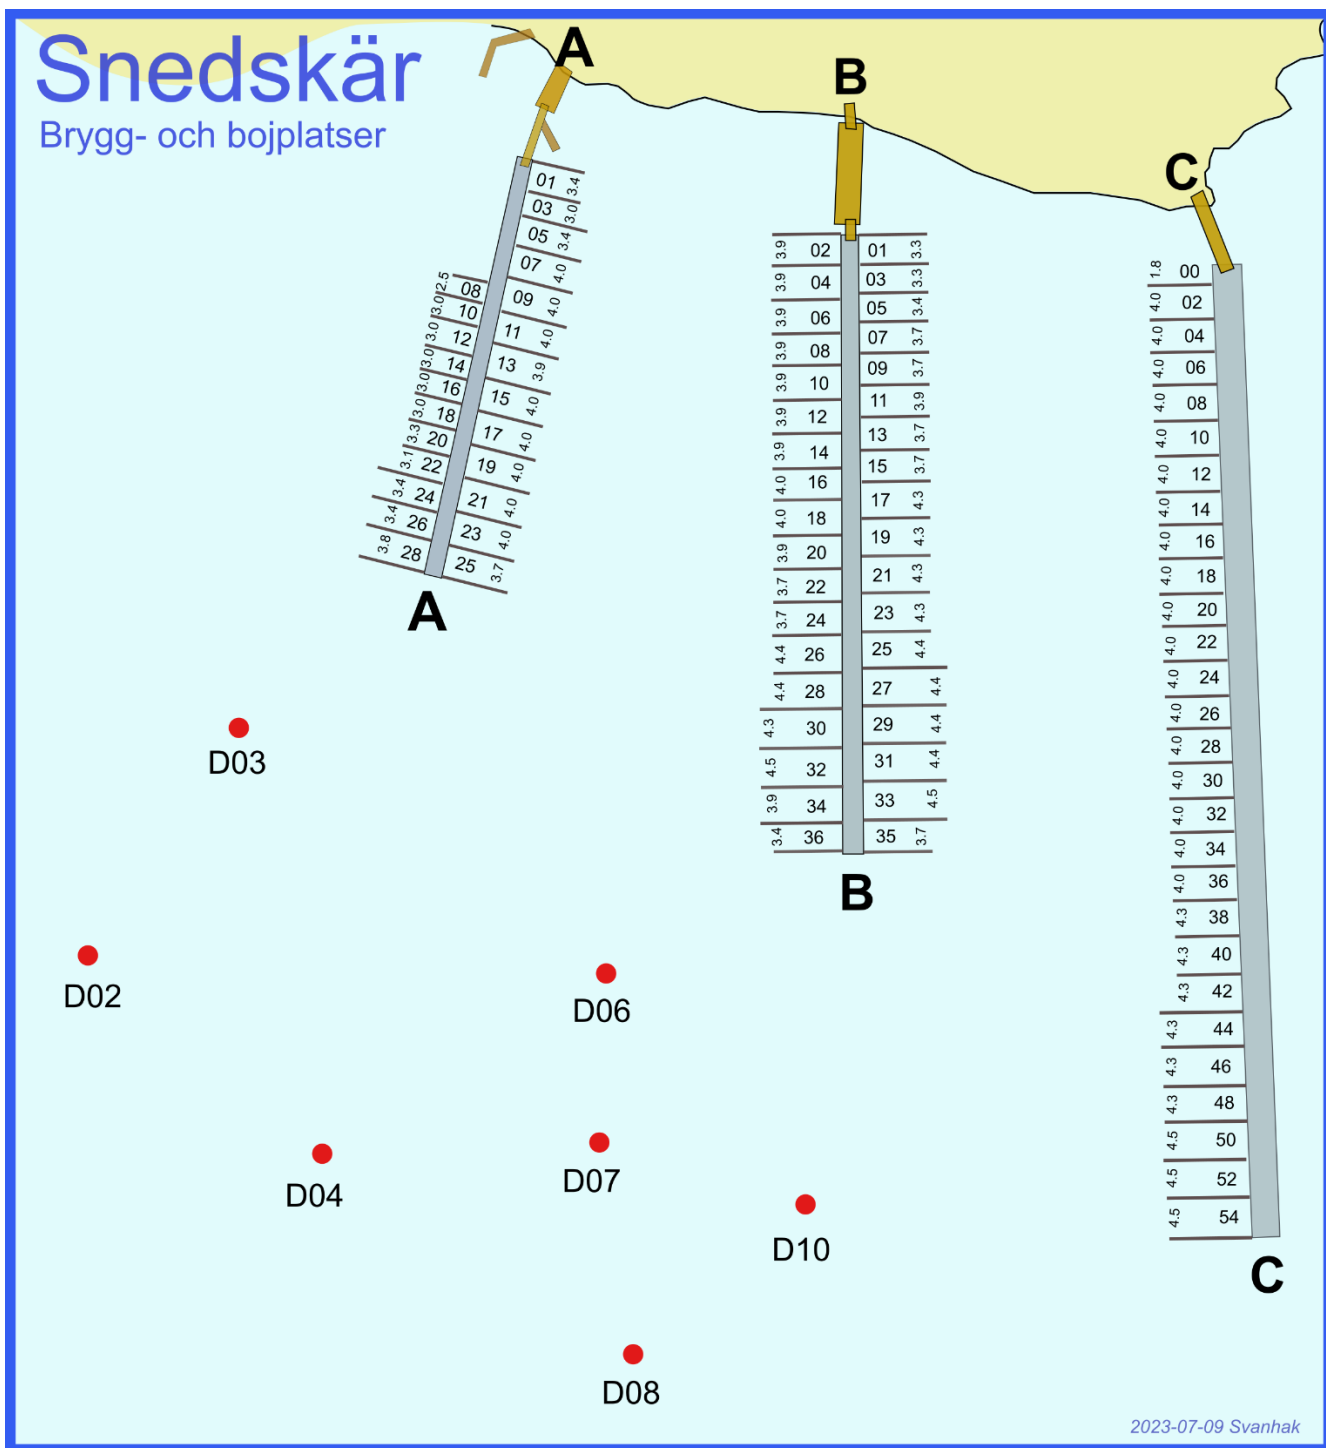 Snedskär
Brygg- och bojplatser
A
01 3.4
03 3.0
05 3.4
07 4.0
09 4.0
11 4.0
13 3.9
15 4.0
17 4.0
19 4.0
21 4.0
23 4.0
25 3.7
2.5 08
3.0 10
3.0 12
3.0 14
3.0 16
3.0 18
3.3 20
3.1 22
3.4 24
3.4 26
3.8 28
A
B
3.9 02 01 3.3
3.9 04 03 3.3
3.9 06 05 3.4
3.9 08 07 3.7
3.9 10 09 3.7
3.9 12 11 3.9
3.9 14 13 3.7
4.0 16 15 3.7
4.0 18 17 4.3
3.9 20 19 4.3
3.7 22 21 4.3
3.7 24 23 4.3
4.4 26 25 4.4
4.4 28 27 4.4
4.3 30 29 4.4
4.5 32 31 4.4
3.9 34 33 4.5
3.4 36 35 3.7
B
C
1.8 00
4.0 02
4.0 04
4.0 06
4.0 08
4.0 10
4.0 12
4.0 14
4.0 16
4.0 18
4.0 20
4.0 22
4.0 24
4.0 26
4.0 28
4.0 30
4.0 32
4.0 34
4.0 36
4.3 38
4.3 40
4.3 42
4.3 44
4.3 46
4.3 48
4.5 50
4.5 52
4.5 54
C
D03
D02
D06
D04
D07
D10
D08
2023-07-09 Svanhak